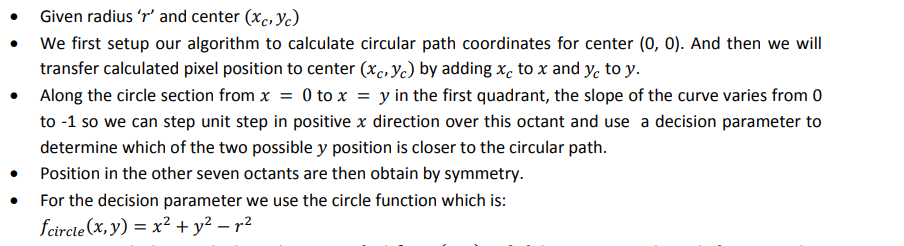 • Given radius ‘r’ and center (x_c, y_c)
• We first setup our algorithm to calculate circular path coordinates for center (0, 0). And then we will
transfer calculated pixel position to center (x_c, y_c) by adding x_c to x and y_c to y.
• Along the circle section from x = 0 to x = y in the first quadrant, the slope of the curve varies from 0
to -1 so we can step unit step in positive x direction over this octant and use a decision parameter to
determine which of the two possible y position is closer to the circular path.
• Position in the other seven octants are then obtain by symmetry.
• For the decision parameter we use the circle function which is:
f_circle(x, y) = x² + y² − r²